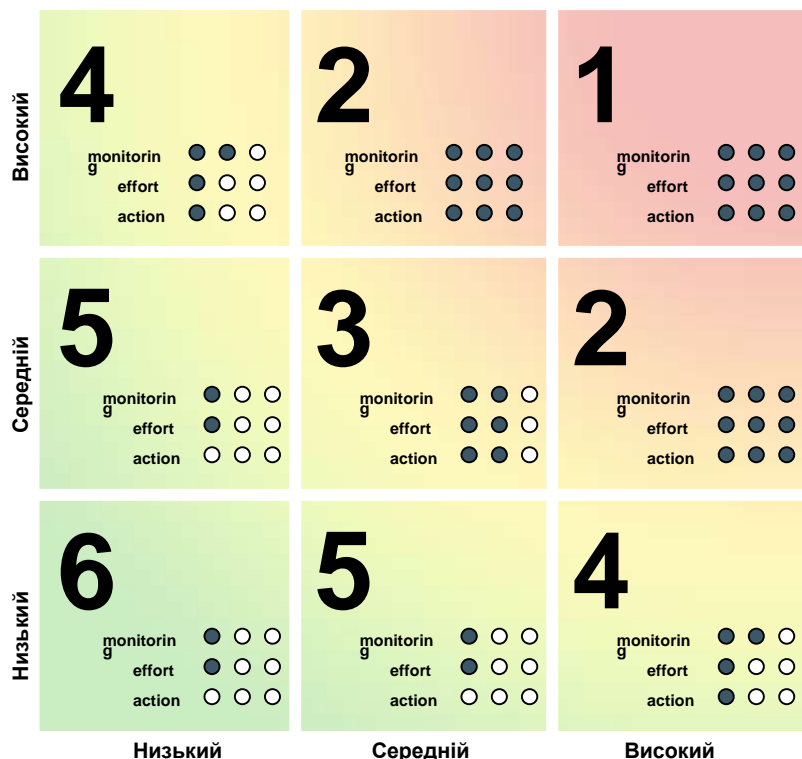 Високий
4
monitorin
g
effort
action
2
monitorin
g
effort
action
1
monitorin
g
effort
action
Середній
5
monitorin
g
effort
action
3
monitorin
g
effort
action
2
monitorin
g
effort
action
Низький
6
monitorin
g
effort
action
5
monitorin
g
effort
action
4
monitorin
g
effort
action
Низький
Середній
Високий